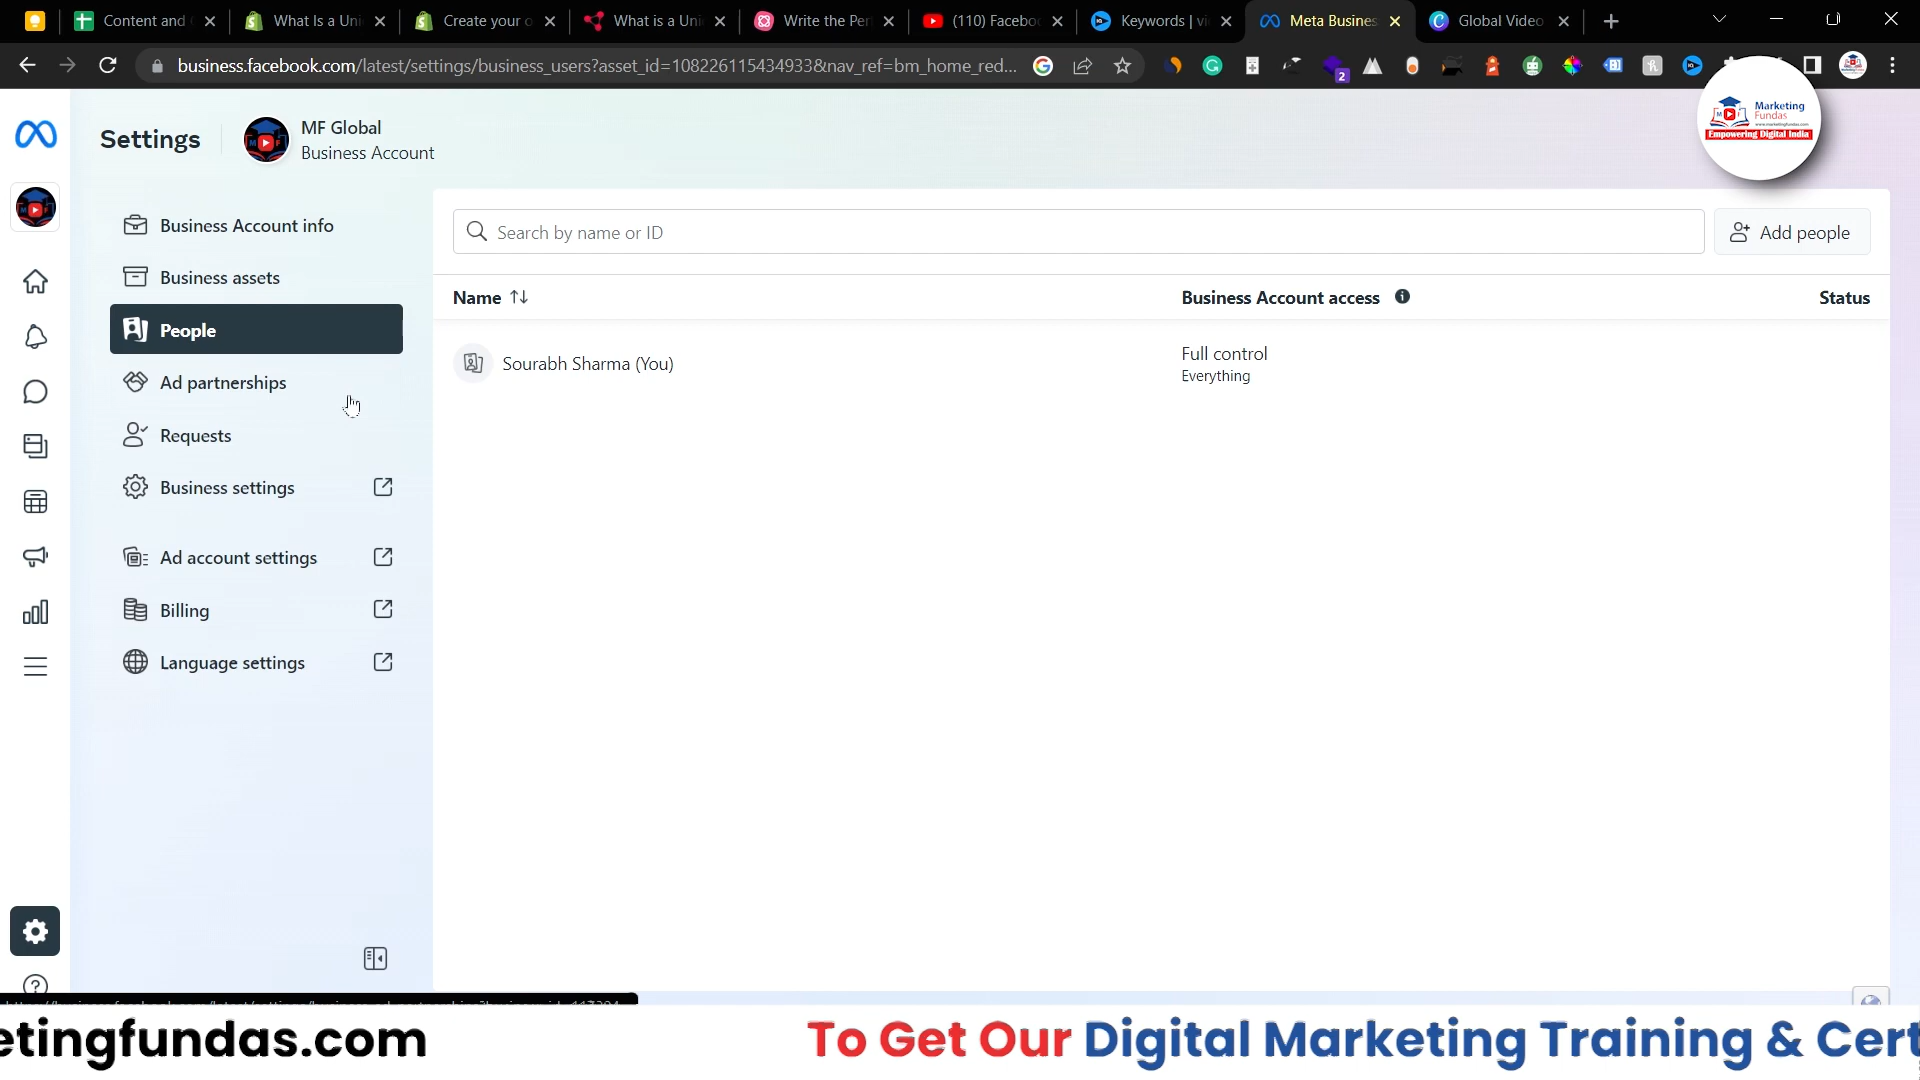 Content and
What Is a Uni
Create your o
What is a Uni
Write the Per
(110) Facebo
Keywords | vi
Meta Busines
Global Video
business.facebook.com/latest/settings/business_users?asset_id=108226115434933&nav_ref=bm_home_red...
2
Marketing
Fundas
www.marketingfundas.com
Empowering Digital India
Settings
MF Global
Business Account
Business Account info
Business assets
People
Ad partnerships
Requests
Business settings
Ad account settings
Billing
Language settings
Search by name or ID
Add people
Name
Business Account access
Status
Sourabh Sharma (You)
Full control
Everything
etingfundas.com
To Get Our Digital Marketing Training & Cert